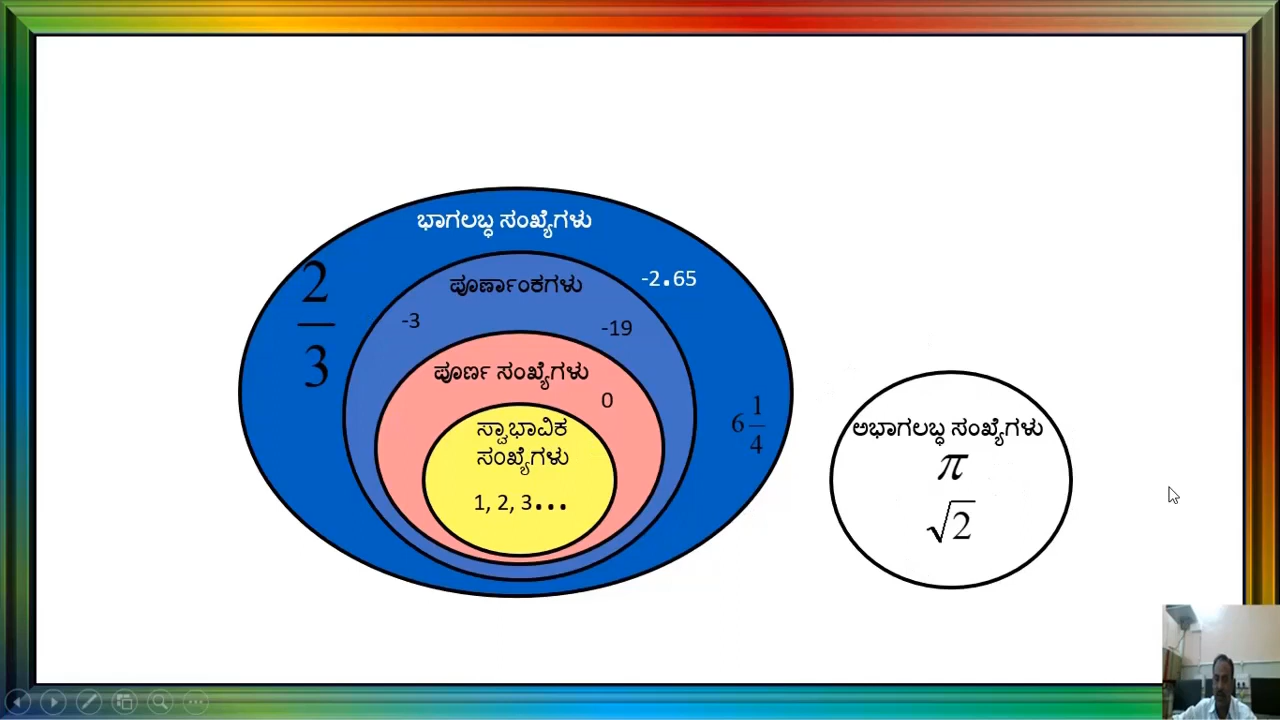 ಭಾಗಲಬ್ಧ ಸಂಖ್ಯೆಗಳು
2/3
ಪೂರ್ಣಾಂಕಗಳು
-2.65
-3
-19
ಪೂರ್ಣ ಸಂಖ್ಯೆಗಳು
0
6 1/4
ಸ್ವಾಭಾವಿಕ
ಸಂಖ್ಯೆಗಳು
1, 2, 3...
ಅಭಾಗಲಬ್ಧ ಸಂಖ್ಯೆಗಳು
π
√2